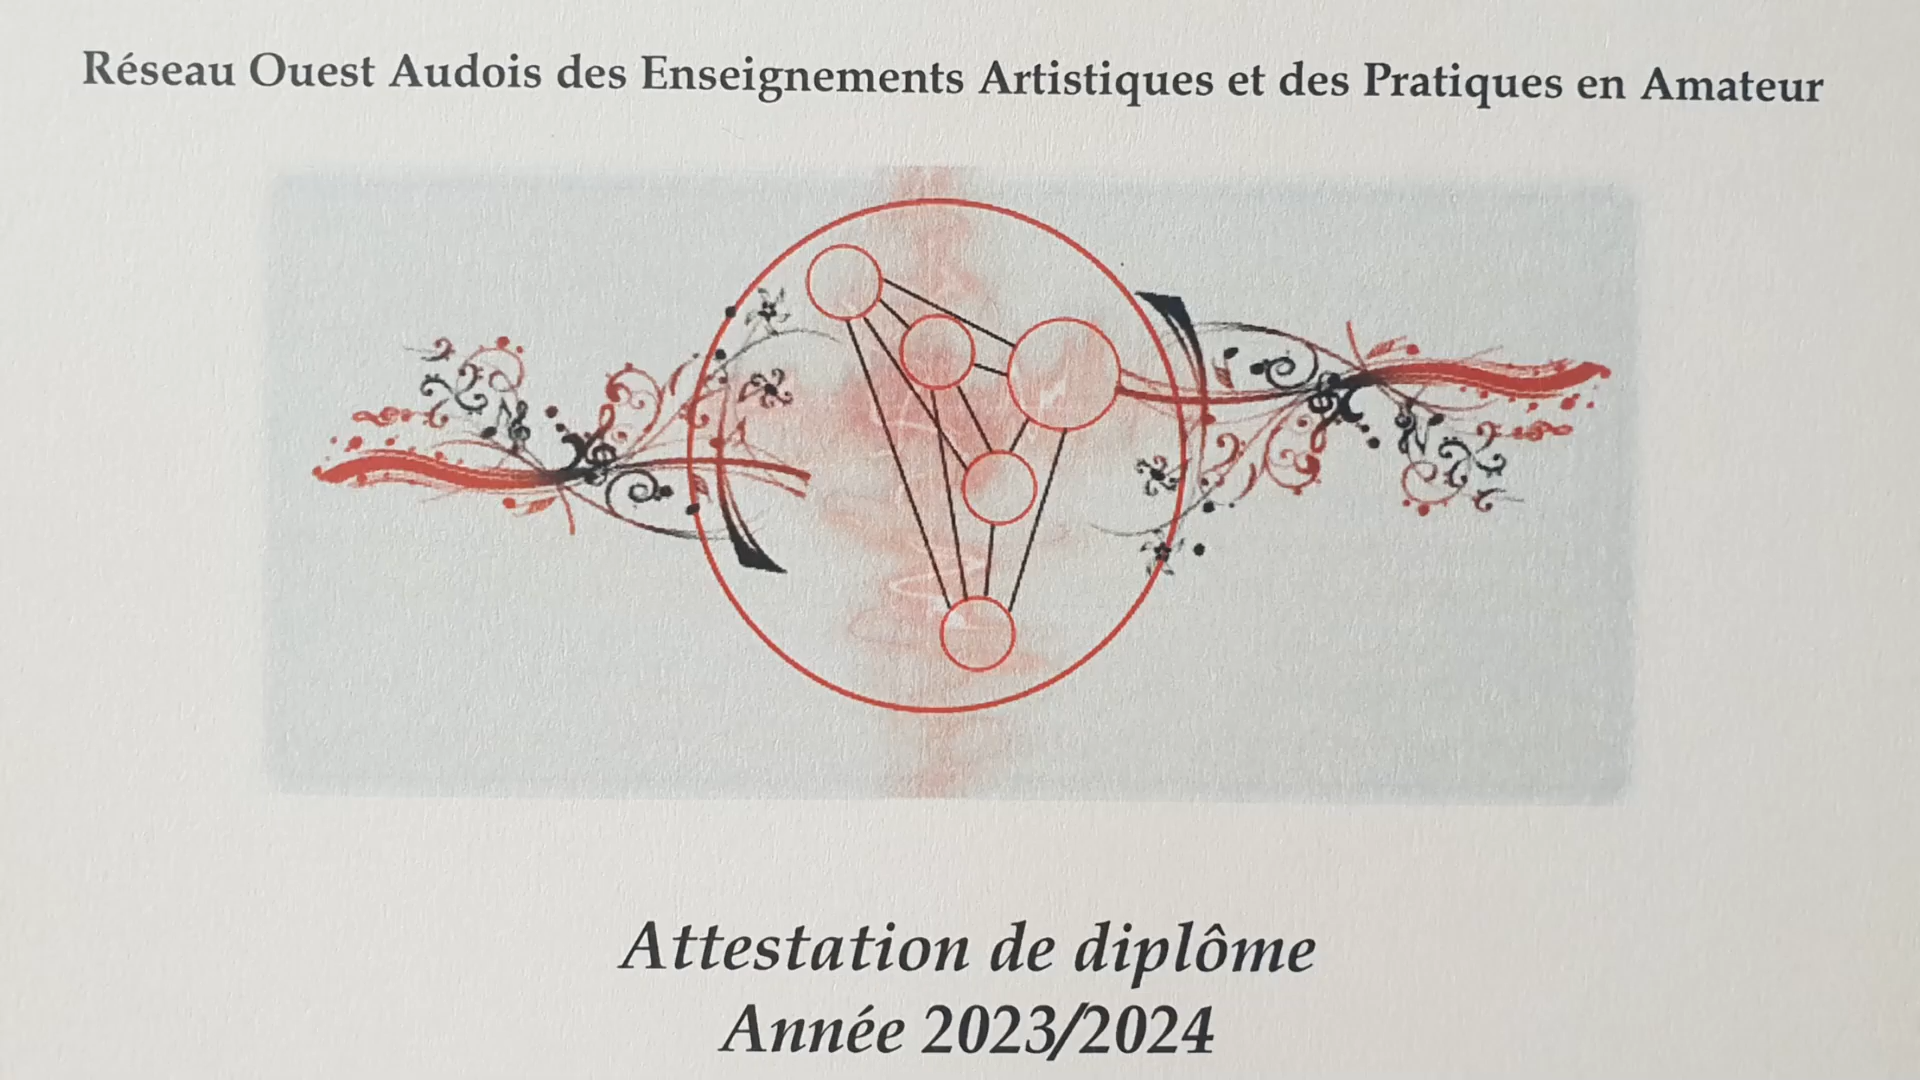 Réseau Ouest Audois des Enseignements Artistiques et des Pratiques en Amateur
Attestation de diplôme
Année 2023/2024